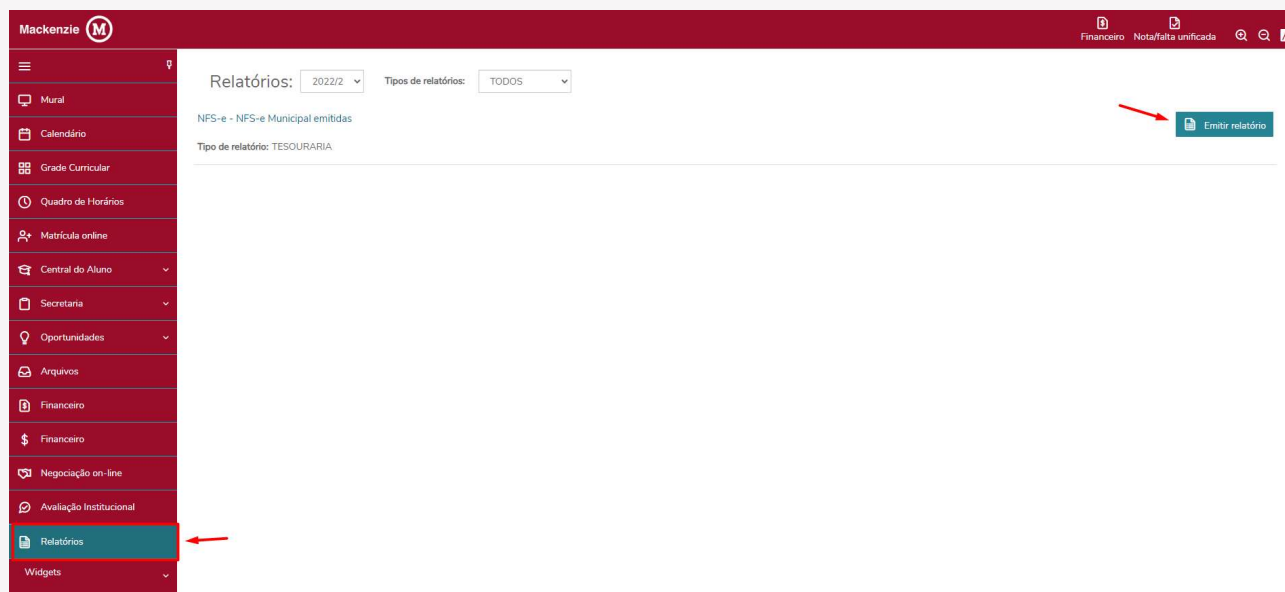 Mackenzie M
Financeiro Nota/falta unificada
Relatórios: 2022/2 Tipos de relatórios: TODOS
NFS-e - NFS-e Municipal emitidas
Emitir relatório
Tipo de relatório: TESOURARIA
Mural
Calendário
Grade Curricular
Quadro de Horários
Matrícula online
Central do Aluno
Secretaria
Oportunidades
Arquivos
Financeiro
Financeiro
Negociação on-line
Avaliação Institucional
Relatórios
Widgets